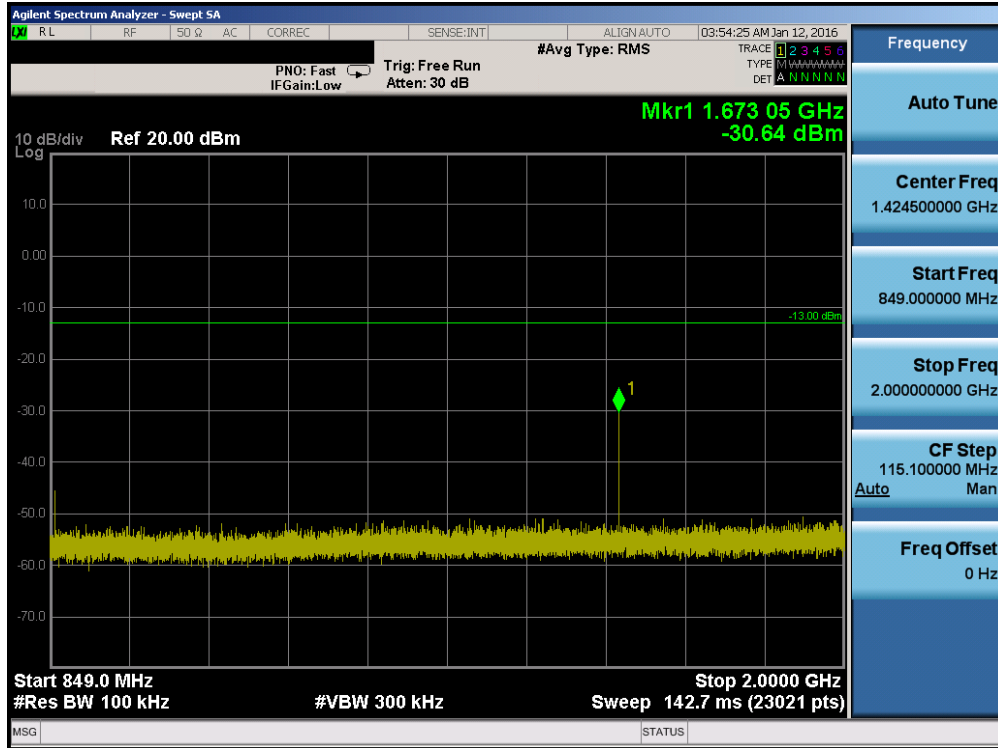 Agilent Spectrum Analyzer - Swept SA
LXI RL RF 50 Ω AC CORREC SENSE:INT ALIGN AUTO 03:54:25 AM Jan 12, 2016
#Avg Type: RMS TRACE 1 2 3 4 5 6
PNO: Fast Trig: Free Run TYPE M WWWWW
IFGain:Low Atten: 30 dB DET A N N N N N
Mkr1 1.673 05 GHz
-30.64 dBm
10 dB/div Ref 20.00 dBm
Log
10.0
0.00
-10.0
-13.00 dBm
-20.0
1
-30.0
-40.0
-50.0
-60.0
-70.0
Start 849.0 MHz Stop 2.0000 GHz
#Res BW 100 kHz #VBW 300 kHz Sweep 142.7 ms (23021 pts)
MSG STATUS
Frequency
Auto Tune
Center Freq
1.424500000 GHz
Start Freq
849.000000 MHz
Stop Freq
2.000000000 GHz
CF Step
115.100000 MHz
Auto Man
Freq Offset
0 Hz